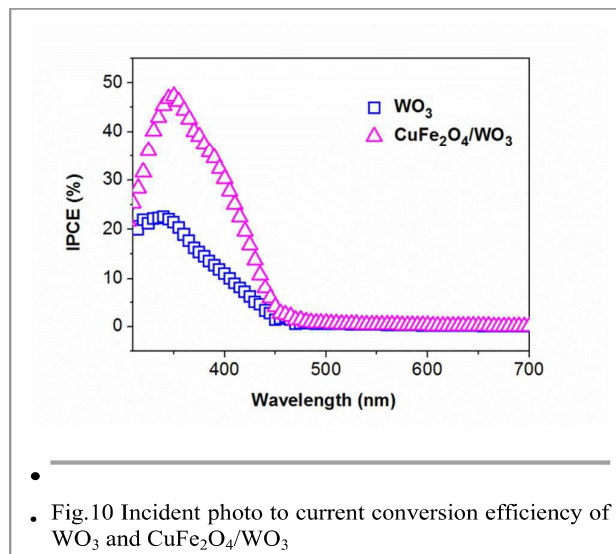 50
40
30
20
10
0
IPCE (%)
WO₃
CuFe₂O₄/WO₃
400
500
600
700
Wavelength (nm)
• 
• Fig.10 Incident photo to current conversion efficiency of
WO₃ and CuFe₂O₄/WO₃